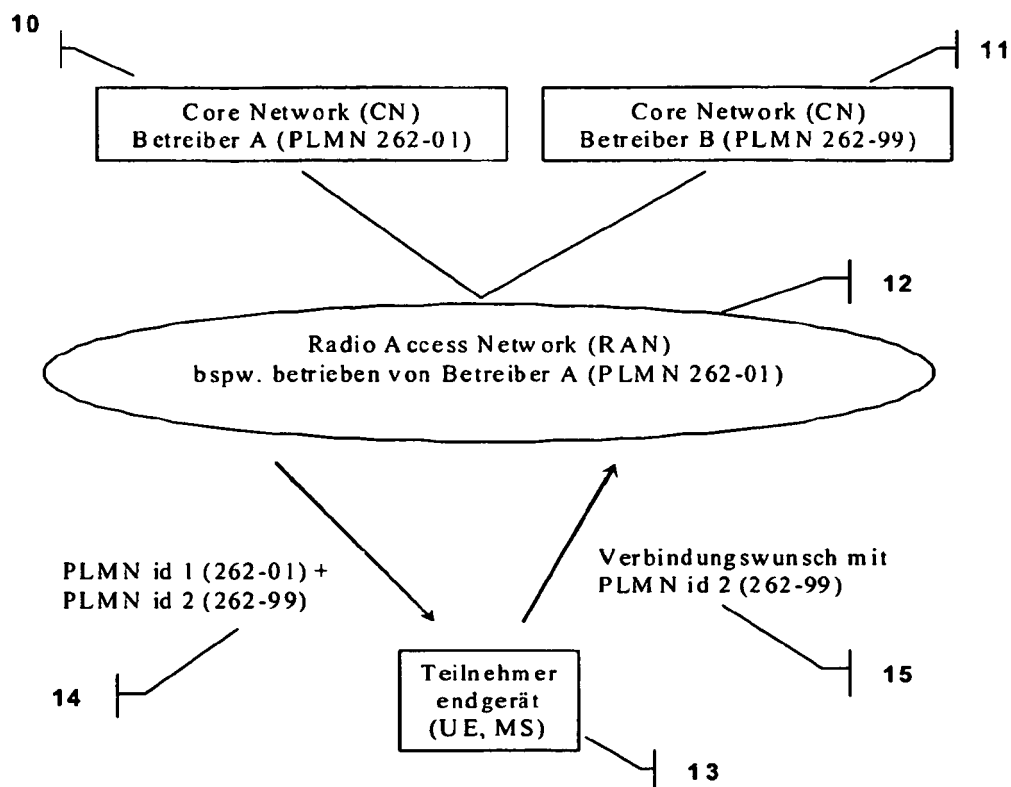 10
11
Core Network (CN)
Betreiber A (PLMN 262-01)
Core Network (CN)
Betreiber B (PLMN 262-99)
12
Radio Access Network (RAN)
bspw. betrieben von Betreiber A (PLMN 262-01)
PLMN id 1 (262-01) +
PLMN id 2 (262-99)
Verbindungswunsch mit
PLMN id 2 (262-99)
14
Teilnehmer
endgerät
(UE, MS)
15
13